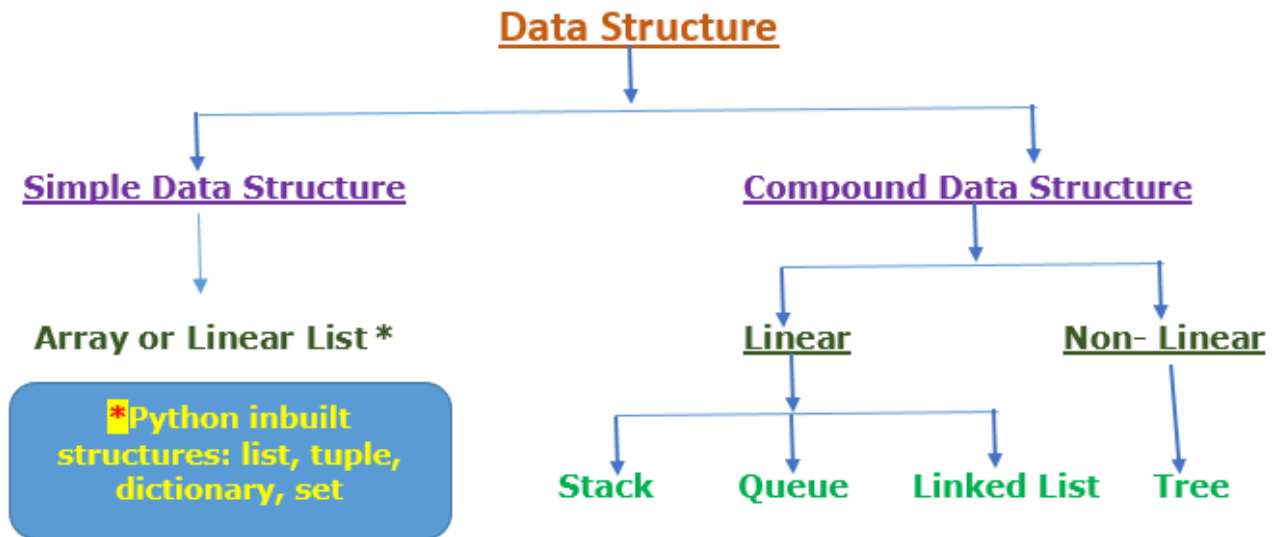 Data Structure
Simple Data Structure
Compound Data Structure
Array or Linear List *
Linear
Non- Linear
*Python inbuilt
structures: list, tuple,
dictionary, set
Stack
Queue
Linked List
Tree